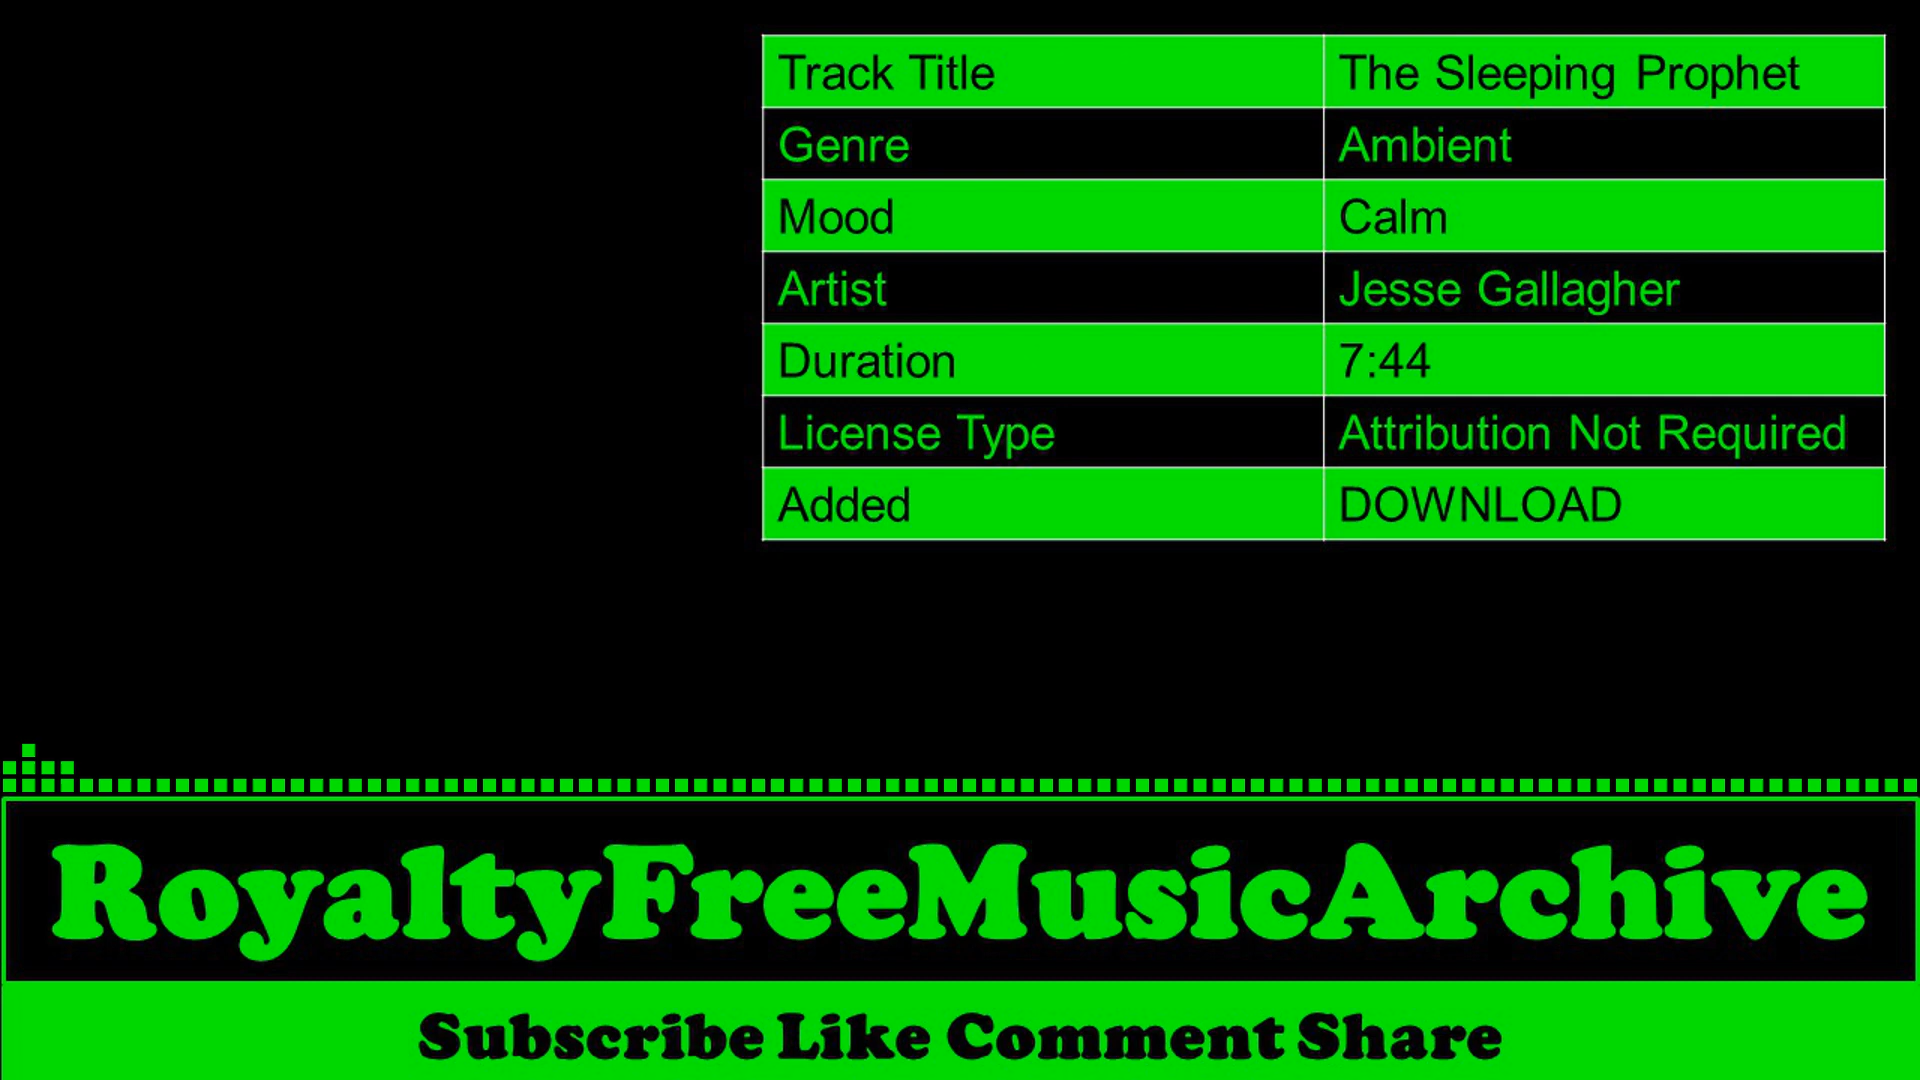 Track Title The Sleeping Prophet
Genre Ambient
Mood Calm
Artist Jesse Gallagher
Duration 7:44
License Type Attribution Not Required
Added DOWNLOAD
RoyaltyFreeMusicArchive
Subscribe Like Comment Share